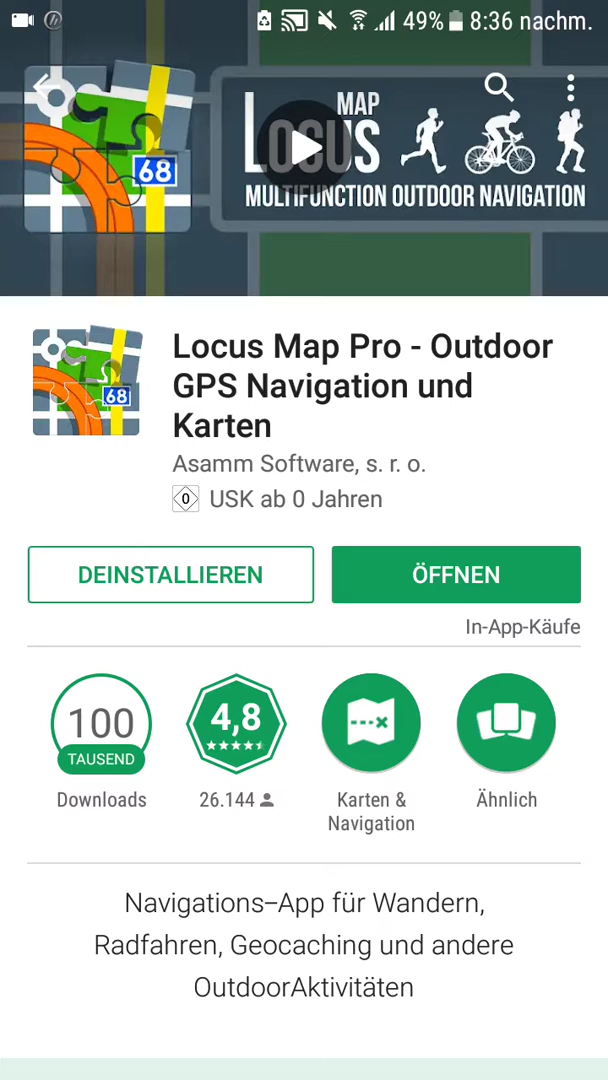 49% 8:36 nachm.
LOCUS MAP
68
MULTIFUNCTION OUTDOOR NAVIGATION
68
Locus Map Pro - Outdoor
GPS Navigation und
Karten
Asamm Software, s. r. o.
0 USK ab 0 Jahren
DEINSTALLIEREN ÖFFNEN
In-App-Käufe
100 4,8
TAUSEND
Downloads 26.144 Karten & Ähnlich
Navigation
Navigations–App für Wandern,
Radfahren, Geocaching und andere
OutdoorAktivitäten